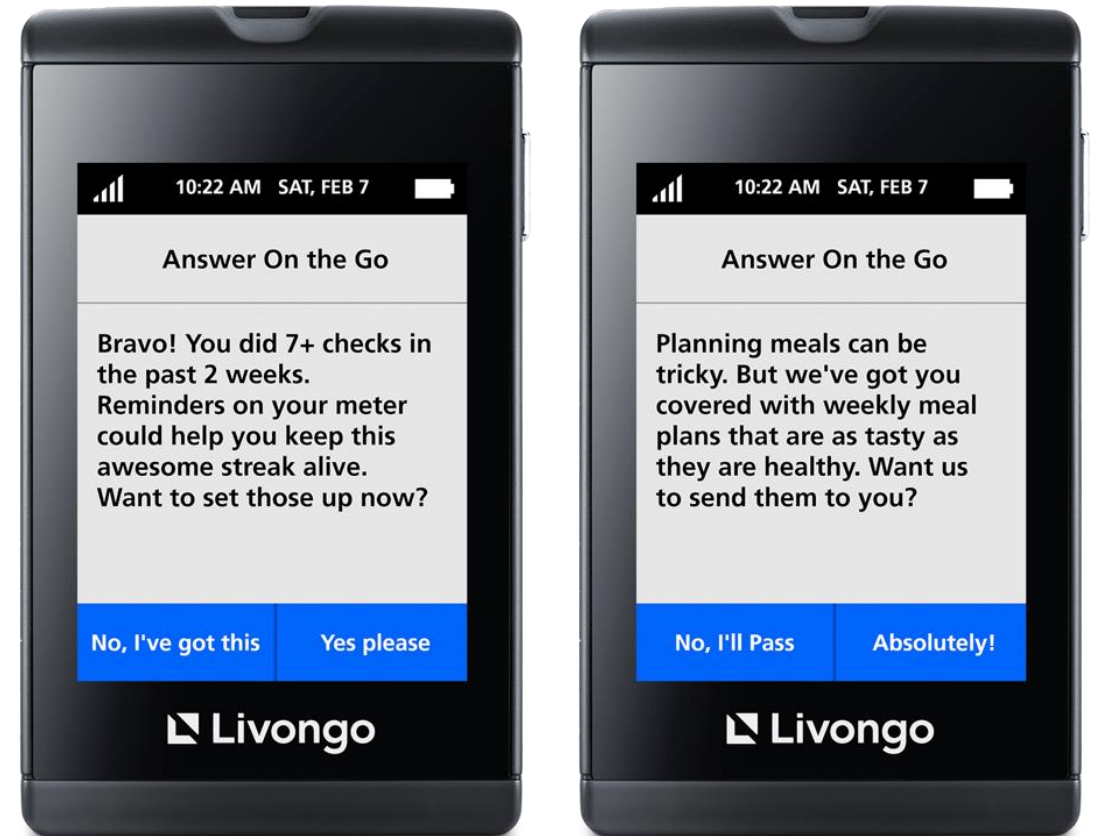 10:22 AM SAT, FEB 7
Answer On the Go
Bravo! You did 7+ checks in
the past 2 weeks.
Reminders on your meter
could help you keep this
awesome streak alive.
Want to set those up now?
No, I've got this
Yes please
Livongo
10:22 AM SAT, FEB 7
Answer On the Go
Planning meals can be
tricky. But we've got you
covered with weekly meal
plans that are as tasty as
they are healthy. Want us
to send them to you?
No, I'll Pass
Absolutely!
Livongo